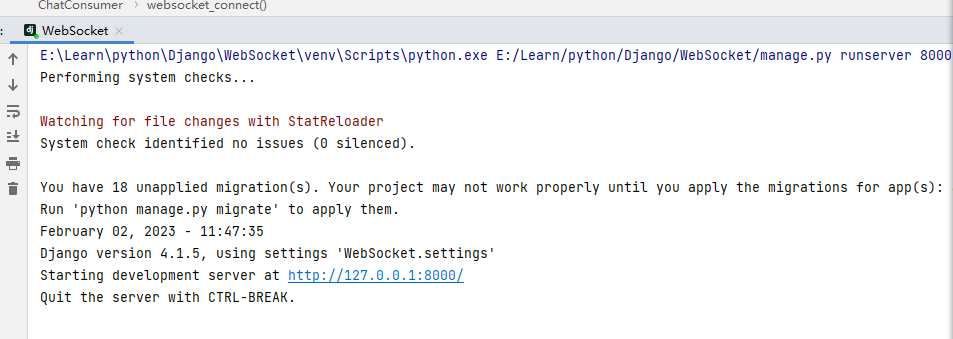 ChatConsumer › websocket_connect()
: dj WebSocket ×
E:\Learn\python\Django\WebSocket\venv\Scripts\python.exe E:/Learn/python/Django/WebSocket/manage.py runserver 8000
Performing system checks...
Watching for file changes with StatReloader
System check identified no issues (0 silenced).
You have 18 unapplied migration(s). Your project may not work properly until you apply the migrations for app(s):
Run 'python manage.py migrate' to apply them.
February 02, 2023 - 11:47:35
Django version 4.1.5, using settings 'WebSocket.settings'
Starting development server at http://127.0.0.1:8000/
Quit the server with CTRL-BREAK.